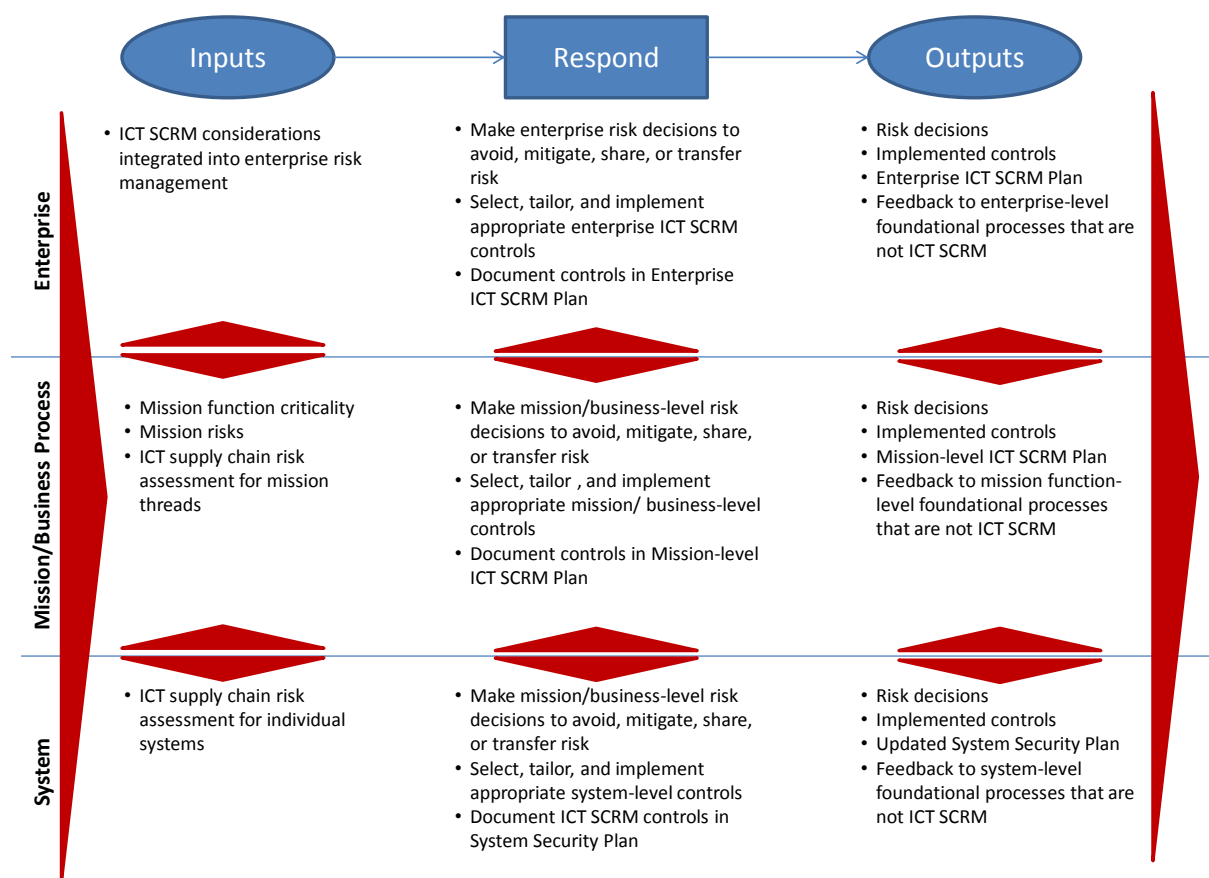 Inputs
Respond
Outputs
Enterprise
• ICT SCRM considerations
integrated into enterprise risk
management
• Make enterprise risk decisions to
avoid, mitigate, share, or transfer
risk
• Select, tailor, and implement
appropriate enterprise ICT SCRM
controls
• Document controls in Enterprise
ICT SCRM Plan
• Risk decisions
• Implemented controls
• Enterprise ICT SCRM Plan
• Feedback to enterprise-level
foundational processes that are
not ICT SCRM
Mission/Business Process
• Mission function criticality
• Mission risks
• ICT supply chain risk
assessment for mission
threads
• Make mission/business-level risk
decisions to avoid, mitigate, share,
or transfer risk
• Select, tailor , and implement
appropriate mission/ business-level
controls
• Document controls in Mission-level
ICT SCRM Plan
• Risk decisions
• Implemented controls
• Mission-level ICT SCRM Plan
• Feedback to mission function-
level foundational processes
that are not ICT SCRM
System
• ICT supply chain risk
assessment for individual
systems
• Make mission/business-level risk
decisions to avoid, mitigate, share,
or transfer risk
• Select, tailor, and implement
appropriate system-level controls
• Document ICT SCRM controls in
System Security Plan
• Risk decisions
• Implemented controls
• Updated System Security Plan
• Feedback to system-level
foundational processes that are
not ICT SCRM